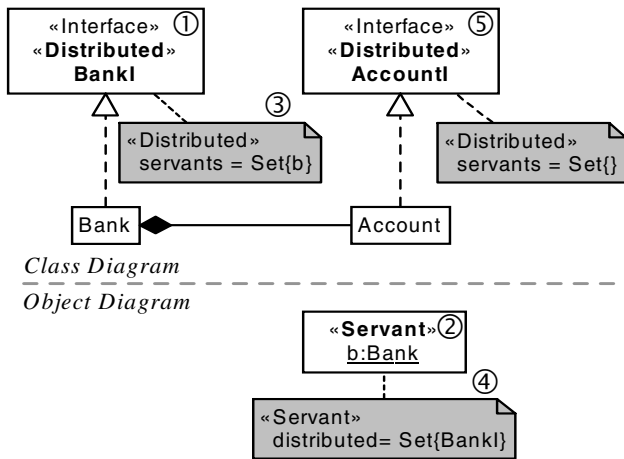 «Interface» ①
«Distributed»
BankI
«Interface» ⑤
«Distributed»
AccountI
③
«Distributed»
servants = Set{b}
«Distributed»
servants = Set{}
Bank
Account
Class Diagram
Object Diagram
«Servant» ②
b:Bank
④
«Servant»
distributed= Set{BankI}